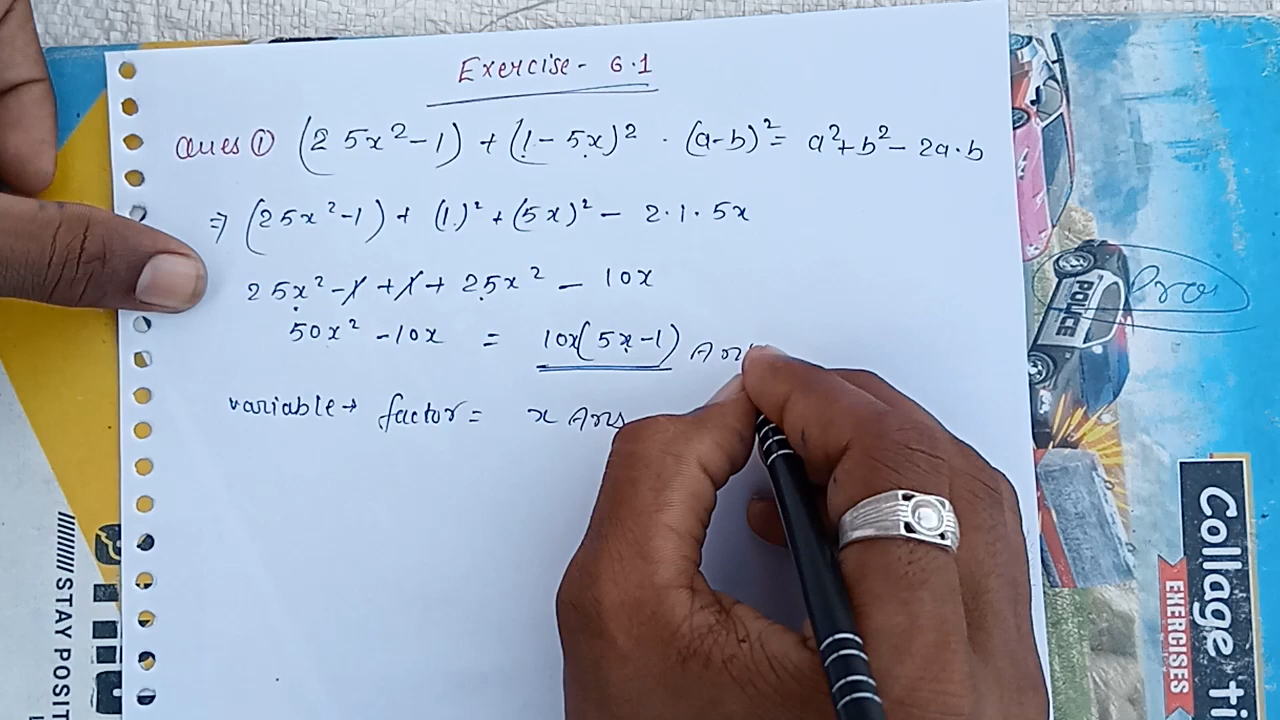 Exercise - 6.1
Ques ① (25x²-1) + (1-5x)² . (a-b)² = a²+b²-2a.b
⇒ (25x²-1) + (1)² + (5x)² - 2.1.5x
25x² -1 +1 + 25x² - 10x
50x² - 10x = 10x(5x-1) Ans
variable → factor = x Ans
POLICE
Collage ti
EXERCISES
STAY POSIT